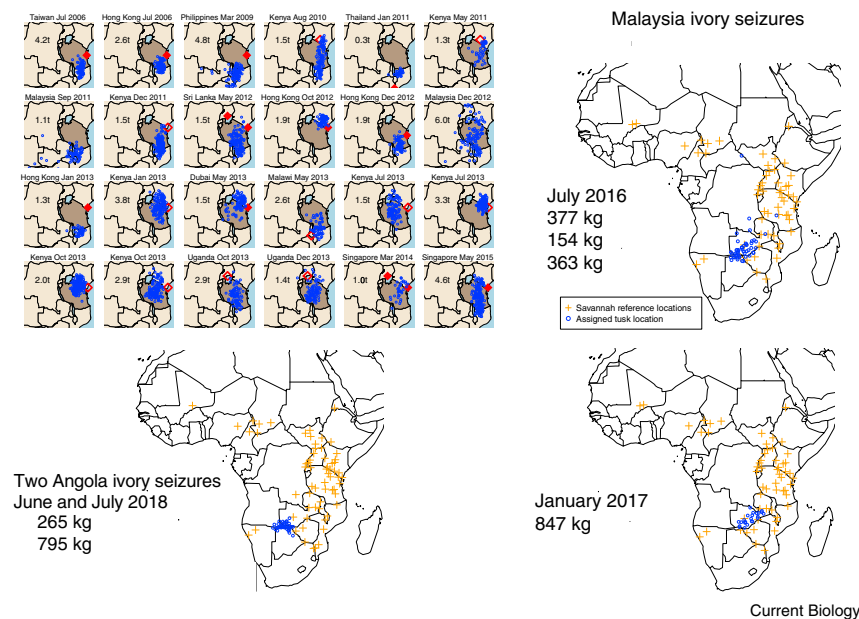 Taiwan Jul 2006 Hong Kong Jul 2006 Philippines Mar 2009 Kenya Aug 2010 Thailand Jan 2011 Kenya May 2011
4.2t 2.6t 4.8t 1.5t 0.3t 1.3t
Malaysia Sep 2011 Kenya Dec 2011 Sri Lanka May 2012 Hong Kong Oct 2012 Hong Kong Dec 2012 Malaysia Dec 2012
1.1t 1.5t 1.5t 1.9t 1.9t 6.0t
Hong Kong Jan 2013 Kenya Jan 2013 Dubai May 2013 Malawi May 2013 Kenya Jul 2013 Kenya Jul 2013
1.3t 3.8t 1.5t 2.6t 1.5t 3.3t
Kenya Oct 2013 Kenya Oct 2013 Uganda Oct 2013 Uganda Dec 2013 Singapore Mar 2014 Singapore May 2015
2.0t 2.9t 2.9t 1.4t 1.0t 4.6t
Malaysia ivory seizures
July 2016
377 kg
154 kg
363 kg
Savannah reference locations
Assigned tusk location
Two Angola ivory seizures
June and July 2018
265 kg
795 kg
January 2017
847 kg
Current Biology